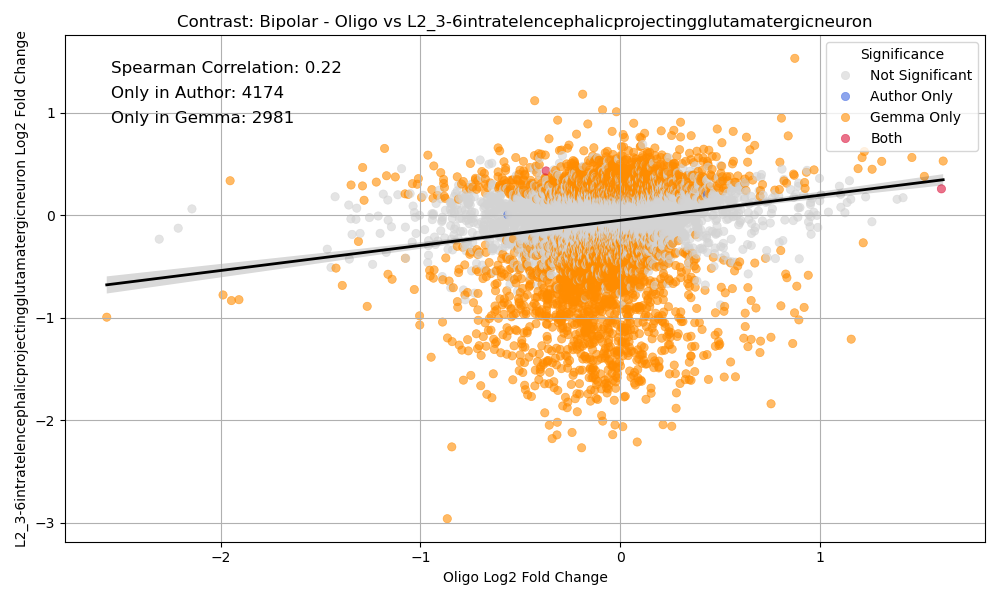 Contrast: Bipolar - Oligo vs L2_3-6intratelencephalicprojectingglutamatergicneuron
L2_3-6intratelencephalicprojectingglutamatergicneuron Log2 Fold Change
Spearman Correlation: 0.22
Only in Author: 4174
Only in Gemma: 2981
Significance
Not Significant
Author Only
Gemma Only
Both
1
0
−1
−2
−3
−2
−1
0
1
Oligo Log2 Fold Change